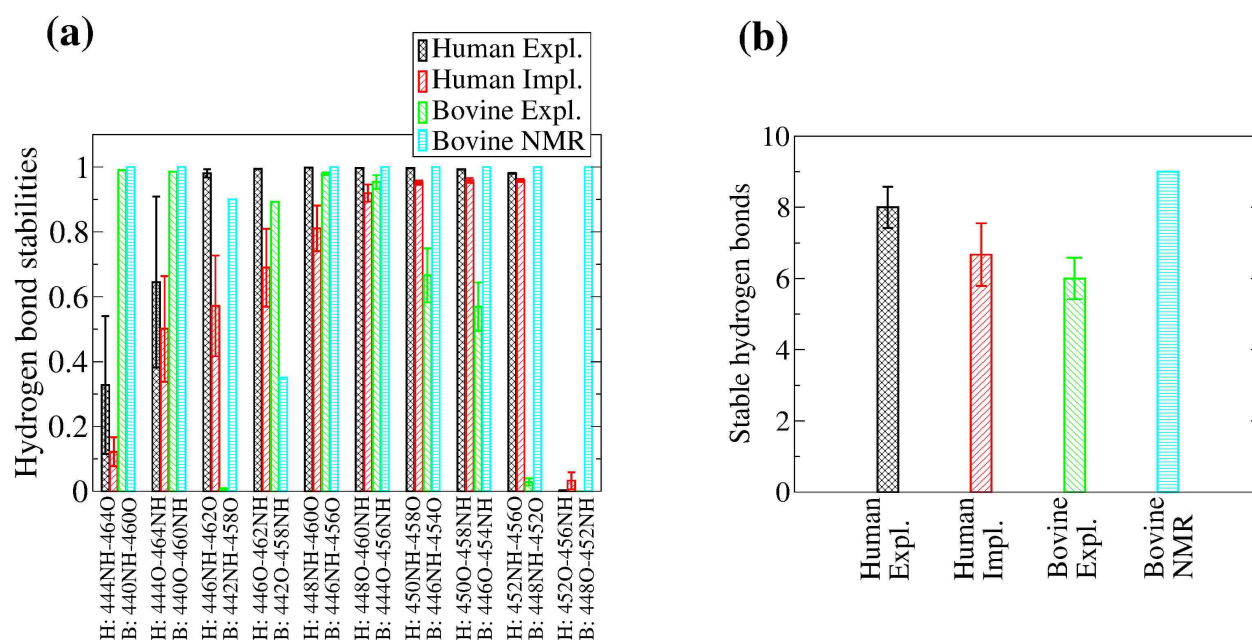 (a)
Human Expl.
Human Impl.
Bovine Expl.
Bovine NMR
Hydrogen bond stabilities
1
0.8
0.6
0.4
0.2
0
H: 444NH-464O
B: 440NH-460O
H: 444O-464NH
B: 440O-460NH
H: 446NH-462O
B: 442NH-458O
H: 446O-462NH
B: 442O-458NH
H: 448NH-460O
B: 446NH-456O
H: 448O-460NH
B: 444O-456NH
H: 450NH-458O
B: 446NH-454O
H: 450O-458NH
B: 446O-454NH
H: 452NH-456O
B: 448NH-452O
H: 452O-456NH
B: 448O-452NH
(b)
Stable hydrogen bonds
10
8
6
4
2
0
Human
Expl.
Human
Impl.
Bovine
Expl.
Bovine
NMR